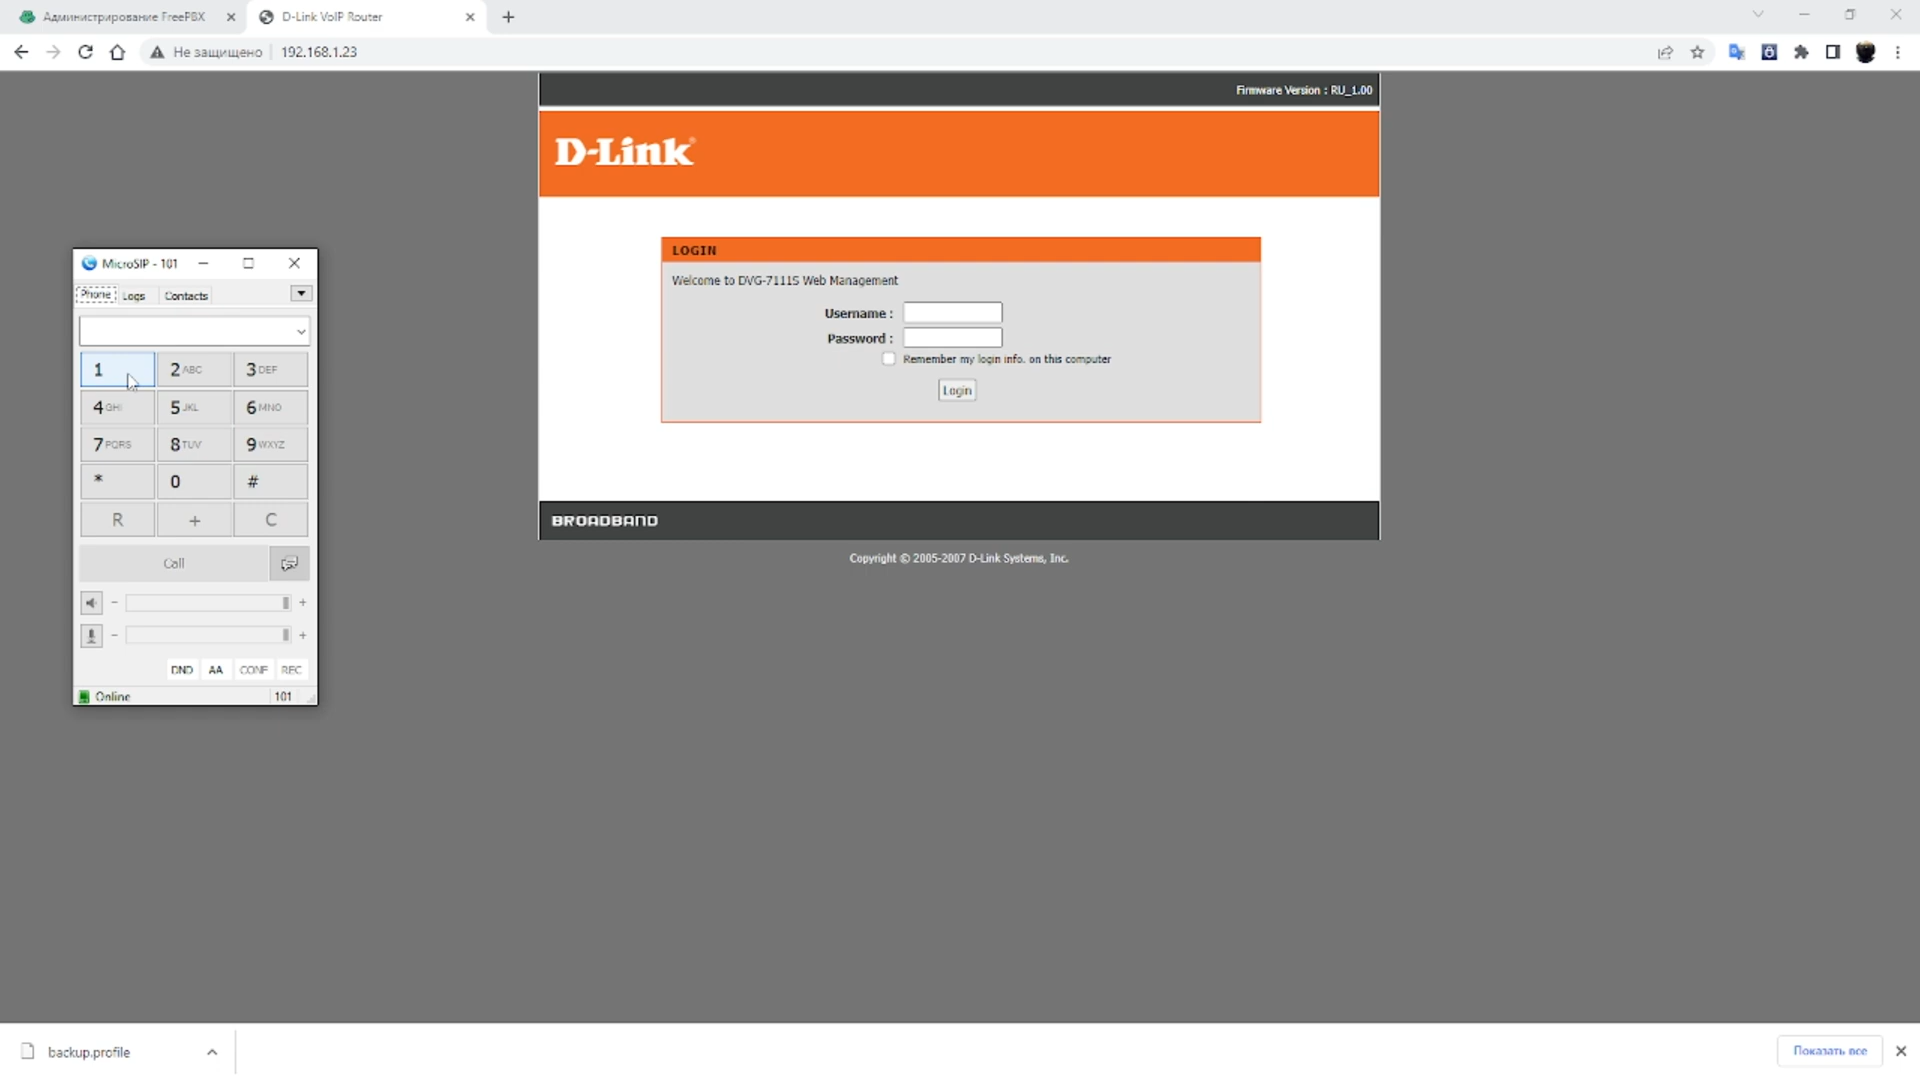 Администрирование FreePBX
D-Link VoIP Router
Не защищено
192.168.1.23
Firmware Version : RU_1.00
D-Link
LOGIN
Welcome to DVG-7111S Web Management
Username :
Password :
Remember my login info. on this computer
Login
BROADBAND
Copyright © 2005-2007 D-Link Systems, Inc.
MicroSIP - 101
Phone Logs Contacts
1 2 ABC 3 DEF
4 GHI 5 JKL 6 MNO
7 PQRS 8 TUV 9 WXYZ
* 0 #
R + C
Call
- +
- +
DND AA CONF REC
Online 101
backup.profile
Показать все